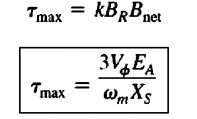 τmax = kBRBnet
τmax = 3VϕEA / ωmXS